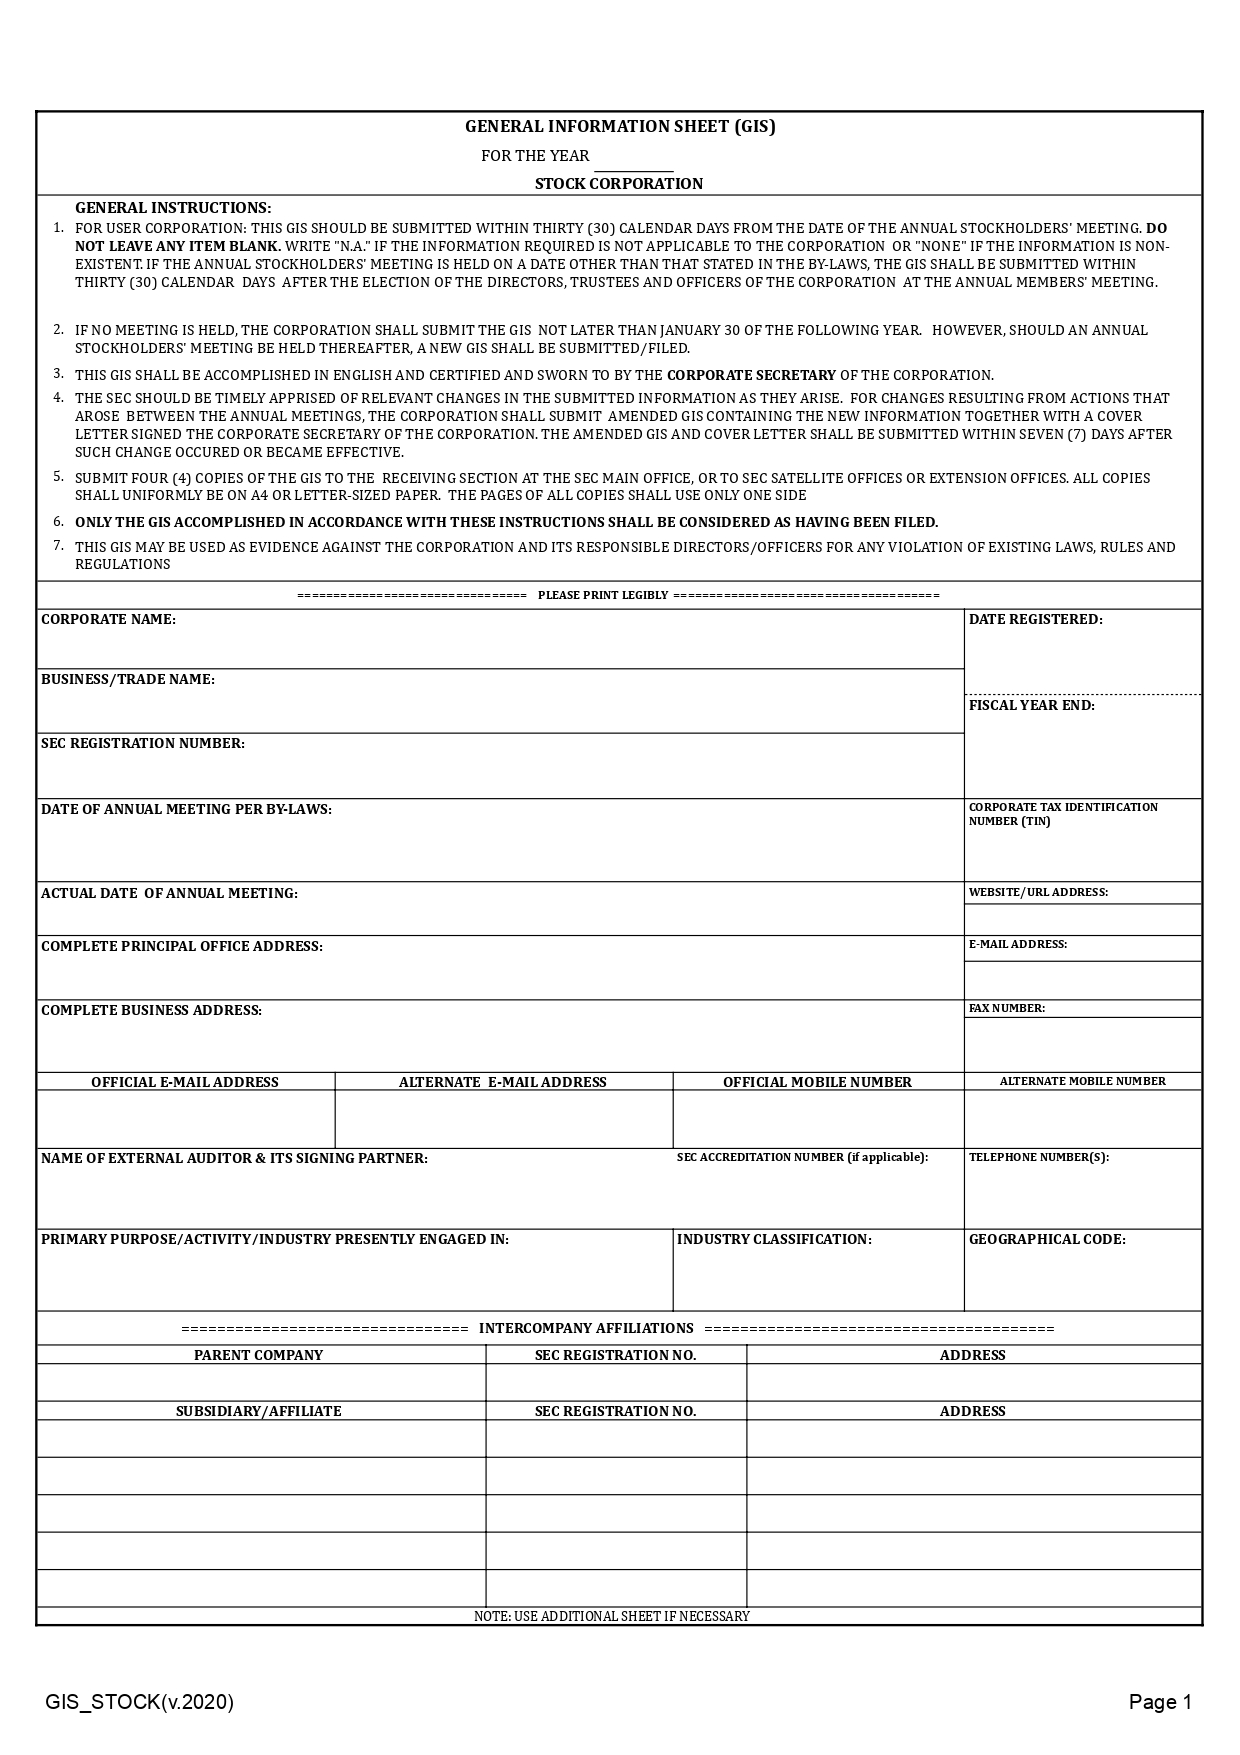 GENERAL INFORMATION SHEET (GIS)
FOR THE YEAR __________
STOCK CORPORATION
GENERAL INSTRUCTIONS:
1. FOR USER CORPORATION: THIS GIS SHOULD BE SUBMITTED WITHIN THIRTY (30) CALENDAR DAYS FROM THE DATE OF THE ANNUAL STOCKHOLDERS' MEETING. DO
NOT LEAVE ANY ITEM BLANK. WRITE "N.A." IF THE INFORMATION REQUIRED IS NOT APPLICABLE TO THE CORPORATION OR "NONE" IF THE INFORMATION IS NON-
EXISTENT. IF THE ANNUAL STOCKHOLDERS' MEETING IS HELD ON A DATE OTHER THAN THAT STATED IN THE BY-LAWS, THE GIS SHALL BE SUBMITTED WITHIN
THIRTY (30) CALENDAR DAYS AFTER THE ELECTION OF THE DIRECTORS, TRUSTEES AND OFFICERS OF THE CORPORATION AT THE ANNUAL MEMBERS' MEETING.
2. IF NO MEETING IS HELD, THE CORPORATION SHALL SUBMIT THE GIS NOT LATER THAN JANUARY 30 OF THE FOLLOWING YEAR. HOWEVER, SHOULD AN ANNUAL
STOCKHOLDERS' MEETING BE HELD THEREAFTER, A NEW GIS SHALL BE SUBMITTED/FILED.
3. THIS GIS SHALL BE ACCOMPLISHED IN ENGLISH AND CERTIFIED AND SWORN TO BY THE CORPORATE SECRETARY OF THE CORPORATION.
4. THE SEC SHOULD BE TIMELY APPRISED OF RELEVANT CHANGES IN THE SUBMITTED INFORMATION AS THEY ARISE. FOR CHANGES RESULTING FROM ACTIONS THAT
AROSE BETWEEN THE ANNUAL MEETINGS, THE CORPORATION SHALL SUBMIT AMENDED GIS CONTAINING THE NEW INFORMATION TOGETHER WITH A COVER
LETTER SIGNED THE CORPORATE SECRETARY OF THE CORPORATION. THE AMENDED GIS AND COVER LETTER SHALL BE SUBMITTED WITHIN SEVEN (7) DAYS AFTER
SUCH CHANGE OCCURED OR BECAME EFFECTIVE.
5. SUBMIT FOUR (4) COPIES OF THE GIS TO THE RECEIVING SECTION AT THE SEC MAIN OFFICE, OR TO SEC SATELLITE OFFICES OR EXTENSION OFFICES. ALL COPIES
SHALL UNIFORMLY BE ON A4 OR LETTER-SIZED PAPER. THE PAGES OF ALL COPIES SHALL USE ONLY ONE SIDE
6. ONLY THE GIS ACCOMPLISHED IN ACCORDANCE WITH THESE INSTRUCTIONS SHALL BE CONSIDERED AS HAVING BEEN FILED.
7. THIS GIS MAY BE USED AS EVIDENCE AGAINST THE CORPORATION AND ITS RESPONSIBLE DIRECTORS/OFFICERS FOR ANY VIOLATION OF EXISTING LAWS, RULES AND
REGULATIONS
=============================== PLEASE PRINT LEGIBLY ====================================
CORPORATE NAME:
DATE REGISTERED:
BUSINESS/TRADE NAME:
FISCAL YEAR END:
SEC REGISTRATION NUMBER:
DATE OF ANNUAL MEETING PER BY-LAWS:
CORPORATE TAX IDENTIFICATION
NUMBER (TIN)
ACTUAL DATE OF ANNUAL MEETING:
WEBSITE/URL ADDRESS:
COMPLETE PRINCIPAL OFFICE ADDRESS:
E-MAIL ADDRESS:
COMPLETE BUSINESS ADDRESS:
FAX NUMBER:
OFFICIAL E-MAIL ADDRESS ALTERNATE E-MAIL ADDRESS OFFICIAL MOBILE NUMBER ALTERNATE MOBILE NUMBER
NAME OF EXTERNAL AUDITOR & ITS SIGNING PARTNER: SEC ACCREDITATION NUMBER (if applicable): TELEPHONE NUMBER(S):
PRIMARY PURPOSE/ACTIVITY/INDUSTRY PRESENTLY ENGAGED IN: INDUSTRY CLASSIFICATION: GEOGRAPHICAL CODE:
================================ INTERCOMPANY AFFILIATIONS =======================================
PARENT COMPANY SEC REGISTRATION NO. ADDRESS
SUBSIDIARY/AFFILIATE SEC REGISTRATION NO. ADDRESS
NOTE: USE ADDITIONAL SHEET IF NECESSARY
GIS_STOCK(v.2020) Page 1